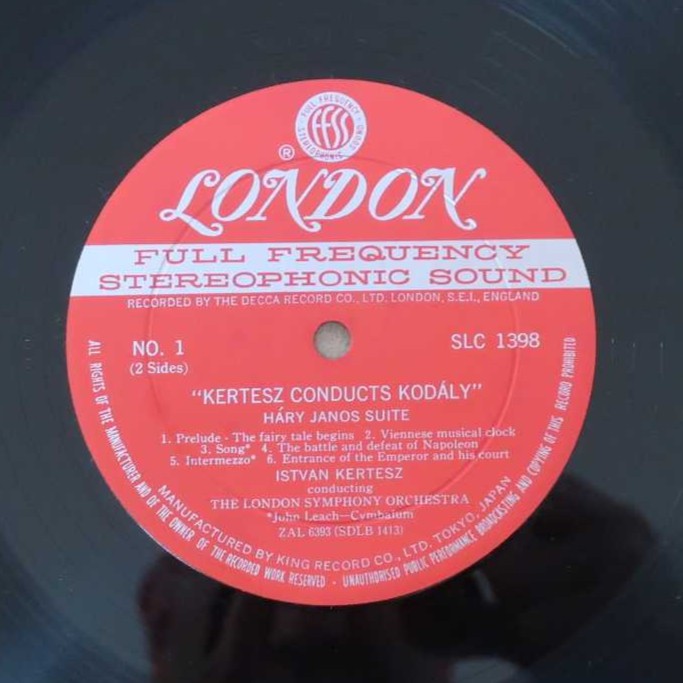 FULL FREQUENCY
ffss
STEREOPHONIC SOUND
®
LONDON
FULL FREQUENCY
STEREOPHONIC SOUND
RECORDED BY THE DECCA RECORD CO., LTD. LONDON, S.E.I., ENGLAND
NO. 1
SLC 1398
(2 Sides)
"KERTESZ CONDUCTS KODÁLY"
HÁRY JANOS SUITE
1. Prelude - The fairy tale begins 2. Viennese musical clock
3. Song* 4. The battle and defeat of Napoleon
5. Intermezzo* 6. Entrance of the Emperor and his court
ISTVAN KERTESZ
conducting
THE LONDON SYMPHONY ORCHESTRA
*John Leach—Cymbalum
ZAL 6393 (SDLB 1413)
MANUFACTURED BY KING RECORD CO., LTD. TOKYO, JAPAN
ALL RIGHTS OF THE MANUFACTURER AND OF THE OWNER OF THE RECORDED WORK RESERVED - UNAUTHORISED PUBLIC PERFORMANCE BROADCASTING AND COPYING OF THIS RECORD PROHIBITED